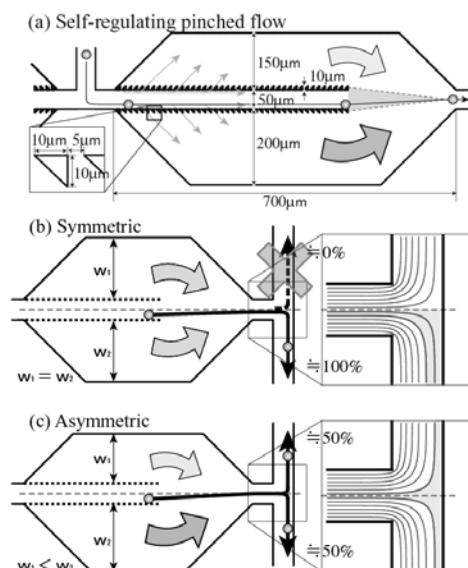 (a) Self-regulating pinched flow
150μm
10μm
50μm
10μm
5μm
10μm
200μm
700μm
(b) Symmetric
w₁
≒0%
w₂
w₁ = w₂
≒100%
(c) Asymmetric
w₁
≒50%
w₂
w₁ < w₂
≒50%